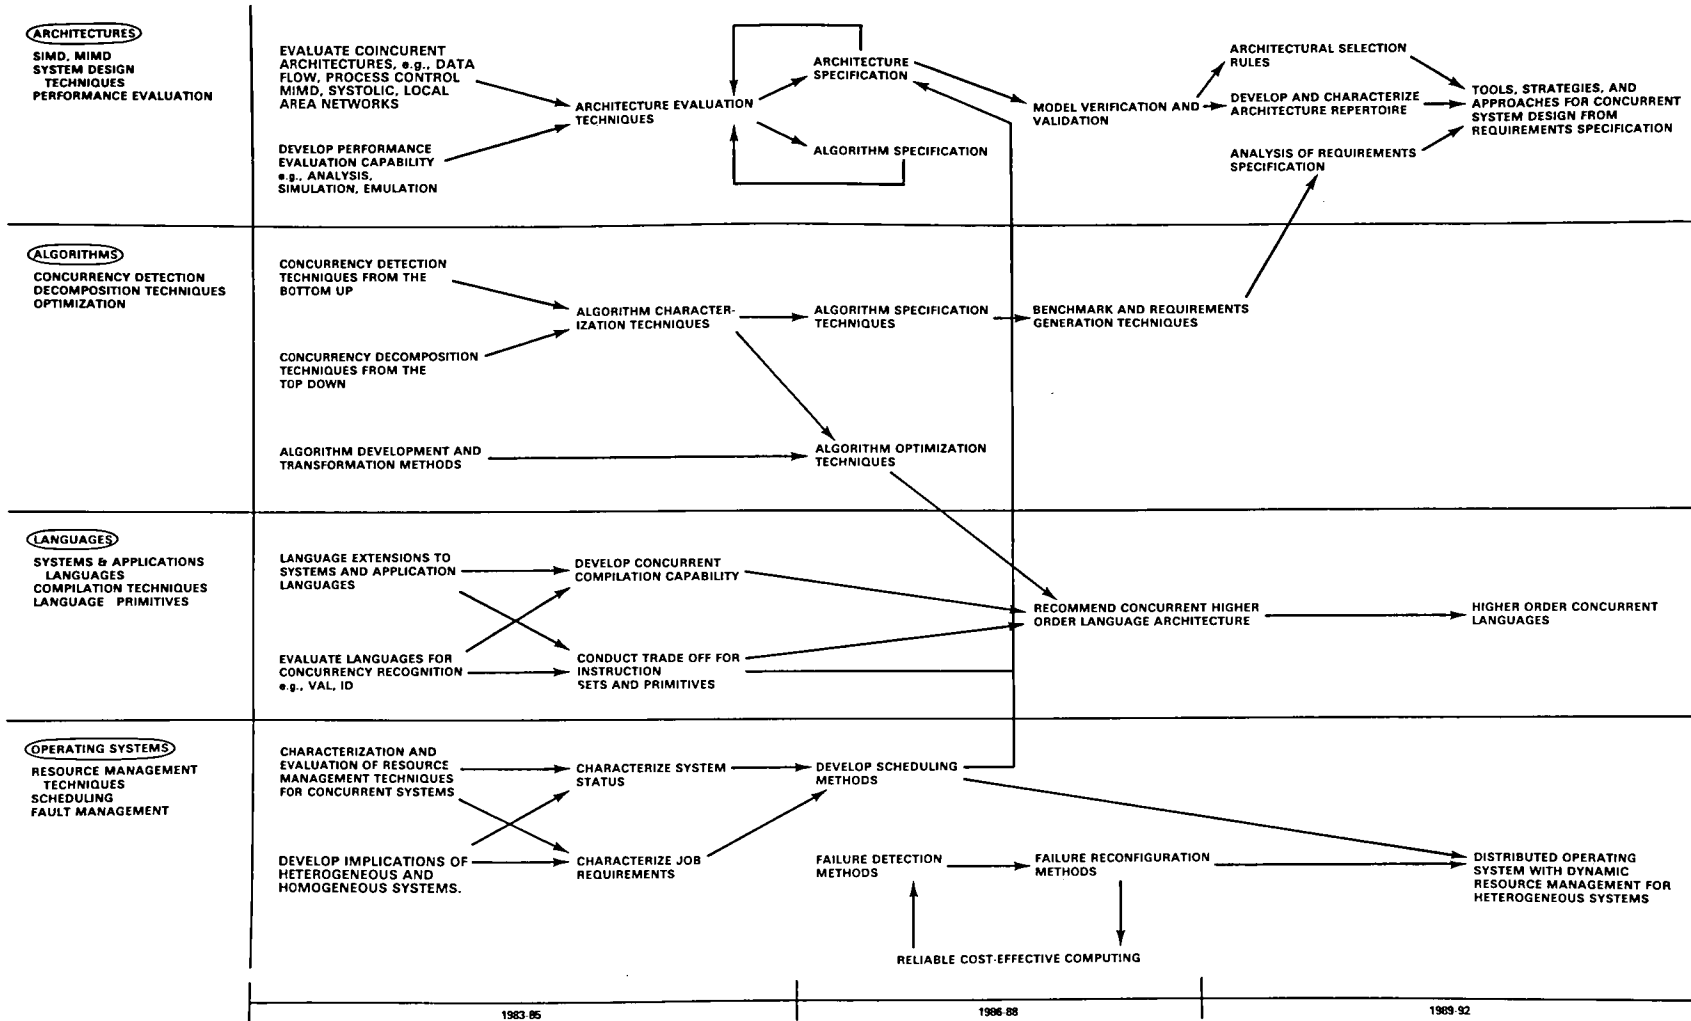 ARCHITECTURES
SIMD, MIMD
SYSTEM DESIGN
TECHNIQUES
PERFORMANCE EVALUATION
EVALUATE COINCURENT
ARCHITECTURES, e.g., DATA
FLOW, PROCESS CONTROL
MIMD, SYSTOLIC, LOCAL
AREA NETWORKS
DEVELOP PERFORMANCE
EVALUATION CAPABILITY
e.g., ANALYSIS,
SIMULATION, EMULATION
ARCHITECTURE EVALUATION
TECHNIQUES
ARCHITECTURE
SPECIFICATION
ALGORITHM SPECIFICATION
MODEL VERIFICATION AND
VALIDATION
ARCHITECTURAL SELECTION
RULES
DEVELOP AND CHARACTERIZE
ARCHITECTURE REPERTOIRE
ANALYSIS OF REQUIREMENTS
SPECIFICATION
TOOLS, STRATEGIES, AND
APPROACHES FOR CONCURRENT
SYSTEM DESIGN FROM
REQUIREMENTS SPECIFICATION
ALGORITHMS
CONCURRENCY DETECTION
DECOMPOSITION TECHNIQUES
OPTIMIZATION
CONCURRENCY DETECTION
TECHNIQUES FROM THE
BOTTOM UP
CONCURRENCY DECOMPOSITION
TECHNIQUES FROM THE
TOP DOWN
ALGORITHM DEVELOPMENT AND
TRANSFORMATION METHODS
ALGORITHM CHARACTER-
IZATION TECHNIQUES
ALGORITHM SPECIFICATION
TECHNIQUES
ALGORITHM OPTIMIZATION
TECHNIQUES
BENCHMARK AND REQUIREMENTS
GENERATION TECHNIQUES
LANGUAGES
SYSTEMS & APPLICATIONS
LANGUAGES
COMPILATION TECHNIQUES
LANGUAGE PRIMITIVES
LANGUAGE EXTENSIONS TO
SYSTEMS AND APPLICATION
LANGUAGES
EVALUATE LANGUAGES FOR
CONCURRENCY RECOGNITION
e.g., VAL, ID
DEVELOP CONCURRENT
COMPILATION CAPABILITY
CONDUCT TRADE OFF FOR
INSTRUCTION
SETS AND PRIMITIVES
RECOMMEND CONCURRENT HIGHER
ORDER LANGUAGE ARCHITECTURE
HIGHER ORDER CONCURRENT
LANGUAGES
OPERATING SYSTEMS
RESOURCE MANAGEMENT
TECHNIQUES
SCHEDULING
FAULT MANAGEMENT
CHARACTERIZATION AND
EVALUATION OF RESOURCE
MANAGEMENT TECHNIQUES
FOR CONCURRENT SYSTEMS
DEVELOP IMPLICATIONS OF
HETEROGENEOUS AND
HOMOGENEOUS SYSTEMS.
CHARACTERIZE SYSTEM
STATUS
CHARACTERIZE JOB
REQUIREMENTS
DEVELOP SCHEDULING
METHODS
FAILURE DETECTION
METHODS
FAILURE RECONFIGURATION
METHODS
RELIABLE COST-EFFECTIVE COMPUTING
DISTRIBUTED OPERATING
SYSTEM WITH DYNAMIC
RESOURCE MANAGEMENT FOR
HETEROGENEOUS SYSTEMS
1983-85
1986-88
1989-92